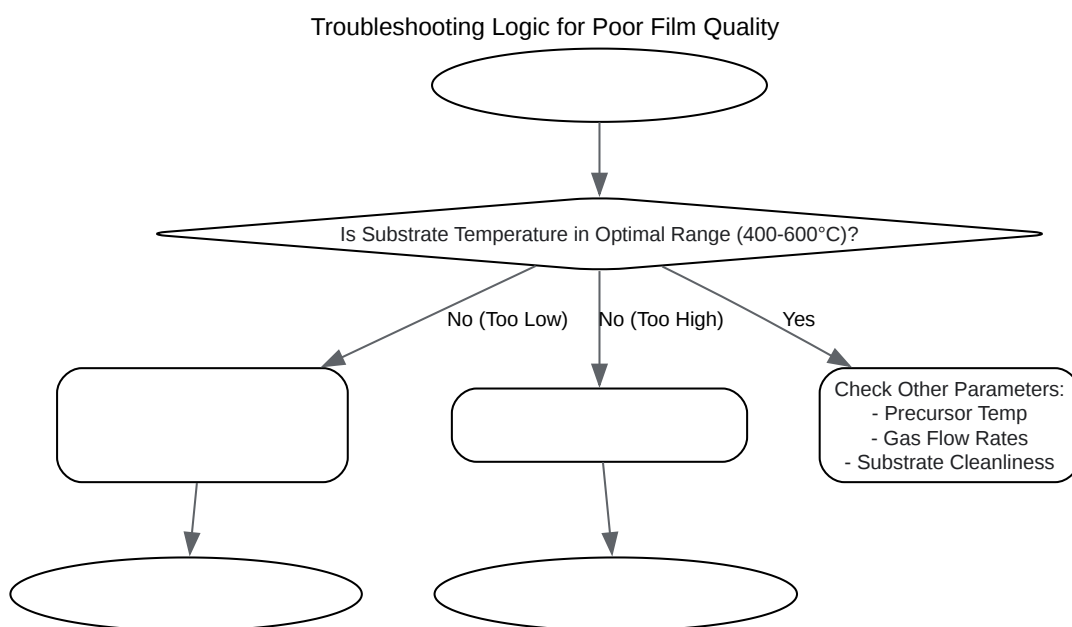 Troubleshooting Logic for Poor Film Quality
Is Substrate Temperature in Optimal Range (400-600°C)?
No (Too Low)
No (Too High)
Yes
Check Other Parameters:
- Precursor Temp
- Gas Flow Rates
- Substrate Cleanliness